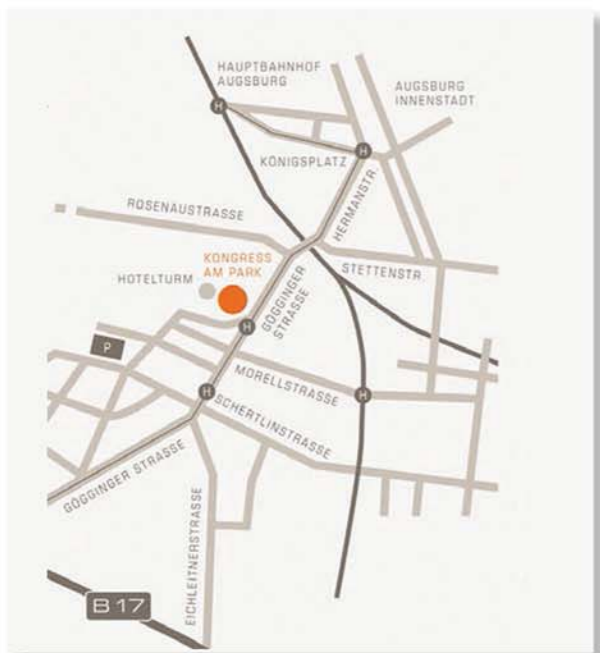 HAUPTBAHNHOF
AUGSBURG
AUGSBURG
INNENSTADT
H
H
KÖNIGSPLATZ
HERMANSTR.
ROSENAUSTRASSE
KONGRESS
AM PARK
HOTELTURM
STETTENSTR.
GÖGGINGER
STRASSE
H
P
MORELLSTRASSE
H
H
SCHERTLINSTRASSE
GÖGGINGER STRASSE
EICHLEITNERSTRASSE
B 17